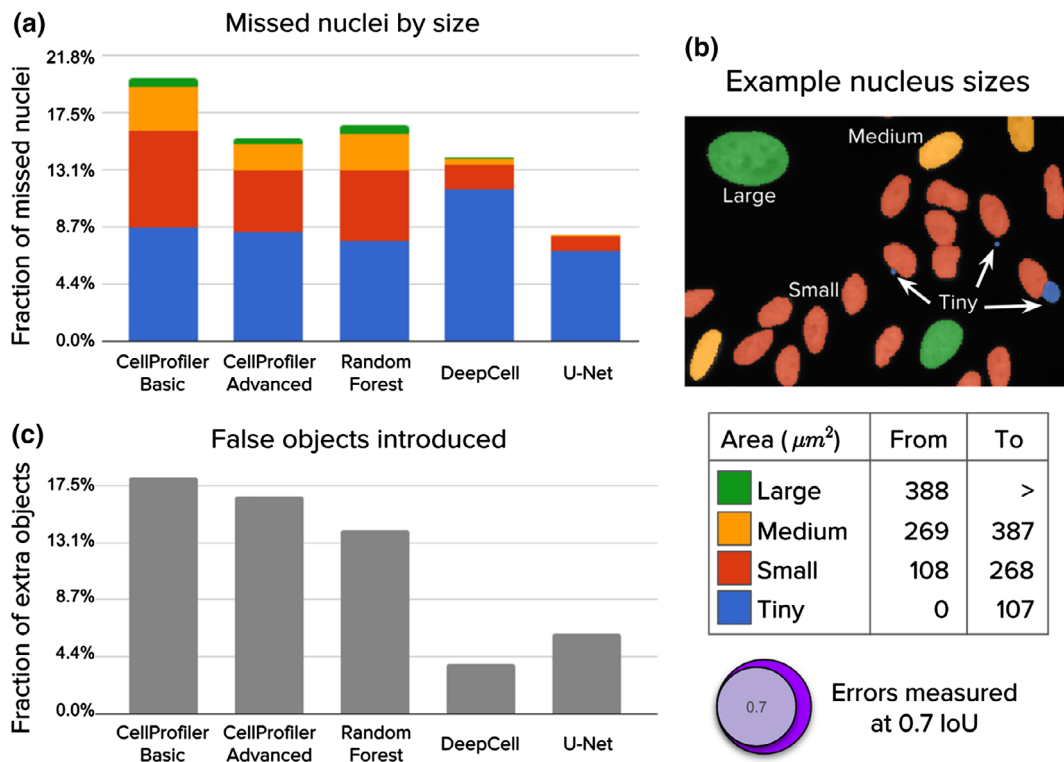 (a)
Missed nuclei by size
Fraction of missed nuclei
21.8%
17.5%
13.1%
8.7%
4.4%
0.0%
CellProfiler
Basic
CellProfiler
Advanced
Random
Forest
DeepCell
U-Net
(b)
Example nucleus sizes
Medium
Large
Small
Tiny
Area (μm²) From To
Large 388 >
Medium 269 387
Small 108 268
Tiny 0 107
0.7
Errors measured
at 0.7 IoU
(c)
False objects introduced
Fraction of extra objects
17.5%
13.1%
8.7%
4.4%
0.0%
CellProfiler
Basic
CellProfiler
Advanced
Random
Forest
DeepCell
U-Net